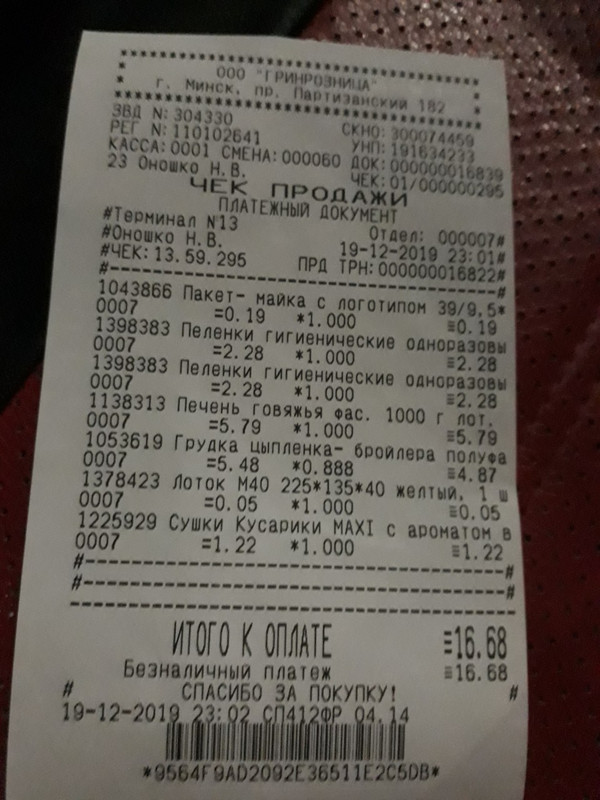 ООО "ГРИНРОЗНИЦА"
г. Минск, пр. Партизанский 182
ЗВД N: 304330 СКНО: 300074459
РЕГ N: 110102641 УНП: 191634233
КАССА: 0001 СМЕНА: 000060 ДОК: 000000016839
23 Оношко Н.В. ЧЕК: 01/000000295
ЧЕК ПРОДАЖИ
ПЛАТЕЖНЫЙ ДОКУМЕНТ
#Терминал N13 Отдел: 000007#
#Оношко Н.В. 19-12-2019 23:01#
#ЧЕК: 13.59.295 ПРД ТРН: 000000016822#
#--------------------------------------#
1043866 Пакет- майка с логотипом 39/9,5*
0007 =0.19 *1.000 ≡0.19
1398383 Пеленки гигиенические одноразовы
0007 =2.28 *1.000 ≡2.28
1398383 Пеленки гигиенические одноразовы
0007 =2.28 *1.000 ≡2.28
1138313 Печень говяжья фас. 1000 г лот.
0007 =5.79 *1.000 ≡5.79
1053619 Грудка цыпленка- бройлера полуфа
0007 =5.48 *0.888 ≡4.87
1378423 Лоток М40 225*135*40 желтый, 1 ш
0007 =0.05 *1.000 ≡0.05
1225929 Сушки Кусарики MAXI с ароматом в
0007 =1.22 *1.000 ≡1.22
#--------------------------------------#
#--------------------------------------#
----------------------------------------
ИТОГО К ОПЛАТЕ ≡16.68
Безналичный платеж ≡16.68
# СПАСИБО ЗА ПОКУПКУ! #
19-12-2019 23:02 СП412ФР 04.14
*9564F9AD2092E36511E2C5DB*